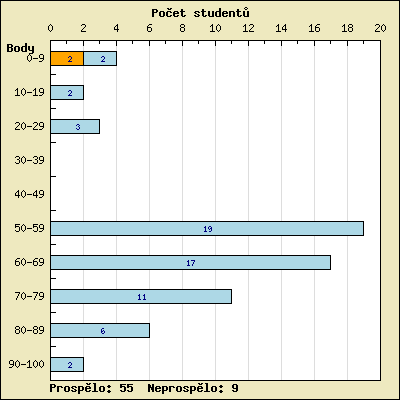 Počet studentů
0 2 4 6 8 10 12 14 16 18 20
Body
0-9 2 2
10-19 2
20-29 3
30-39
40-49
50-59 19
60-69 17
70-79 11
80-89 6
90-100 2
Prospělo: 55 Neprospělo: 9